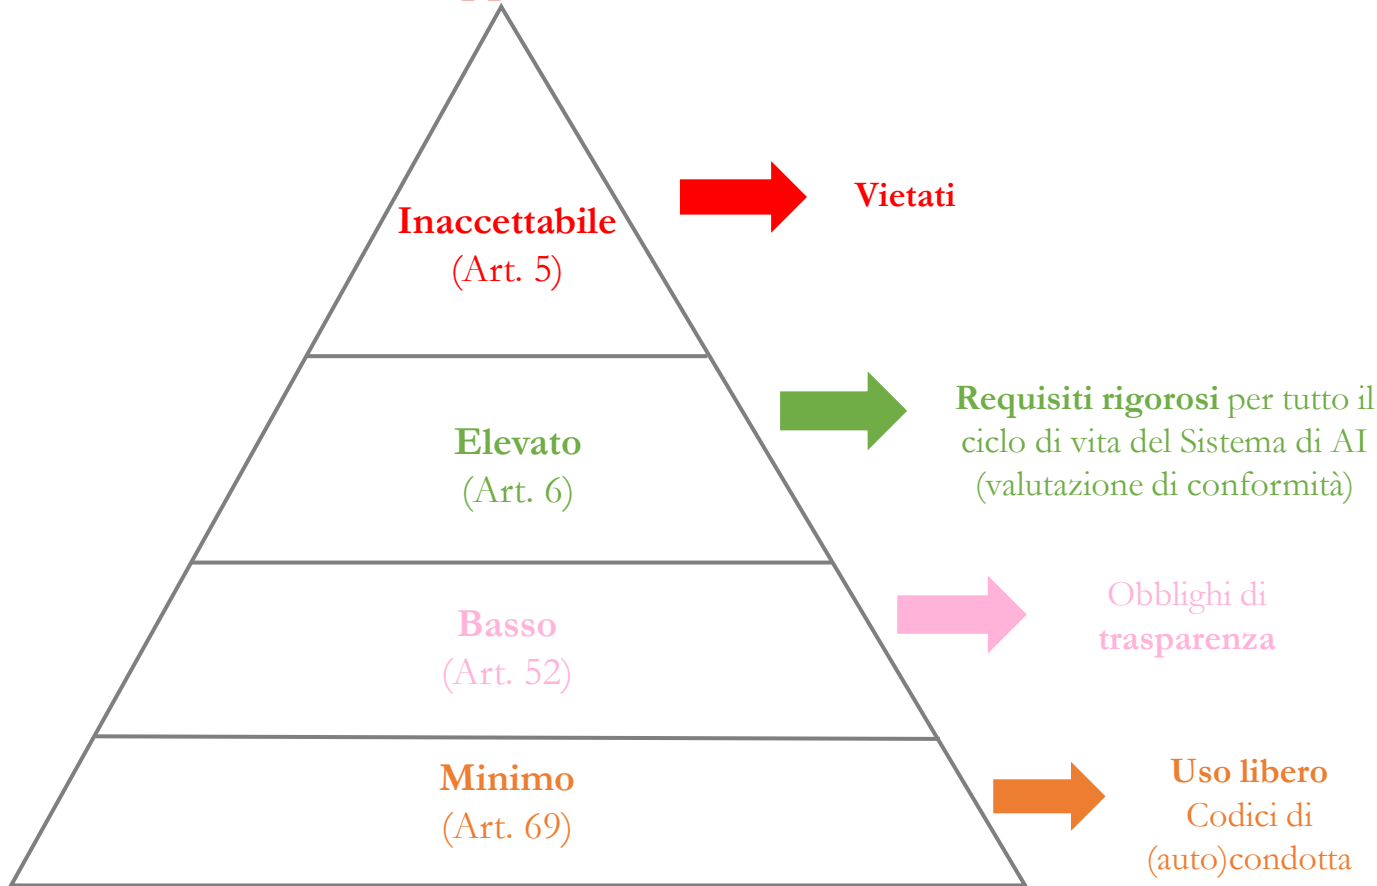 Inaccettabile
(Art. 5)
Vietati
Elevato
(Art. 6)
Requisiti rigorosi per tutto il
ciclo di vita del Sistema di AI
(valutazione di conformità)
Basso
(Art. 52)
Obblighi di
trasparenza
Minimo
(Art. 69)
Uso libero
Codici di
(auto)condotta